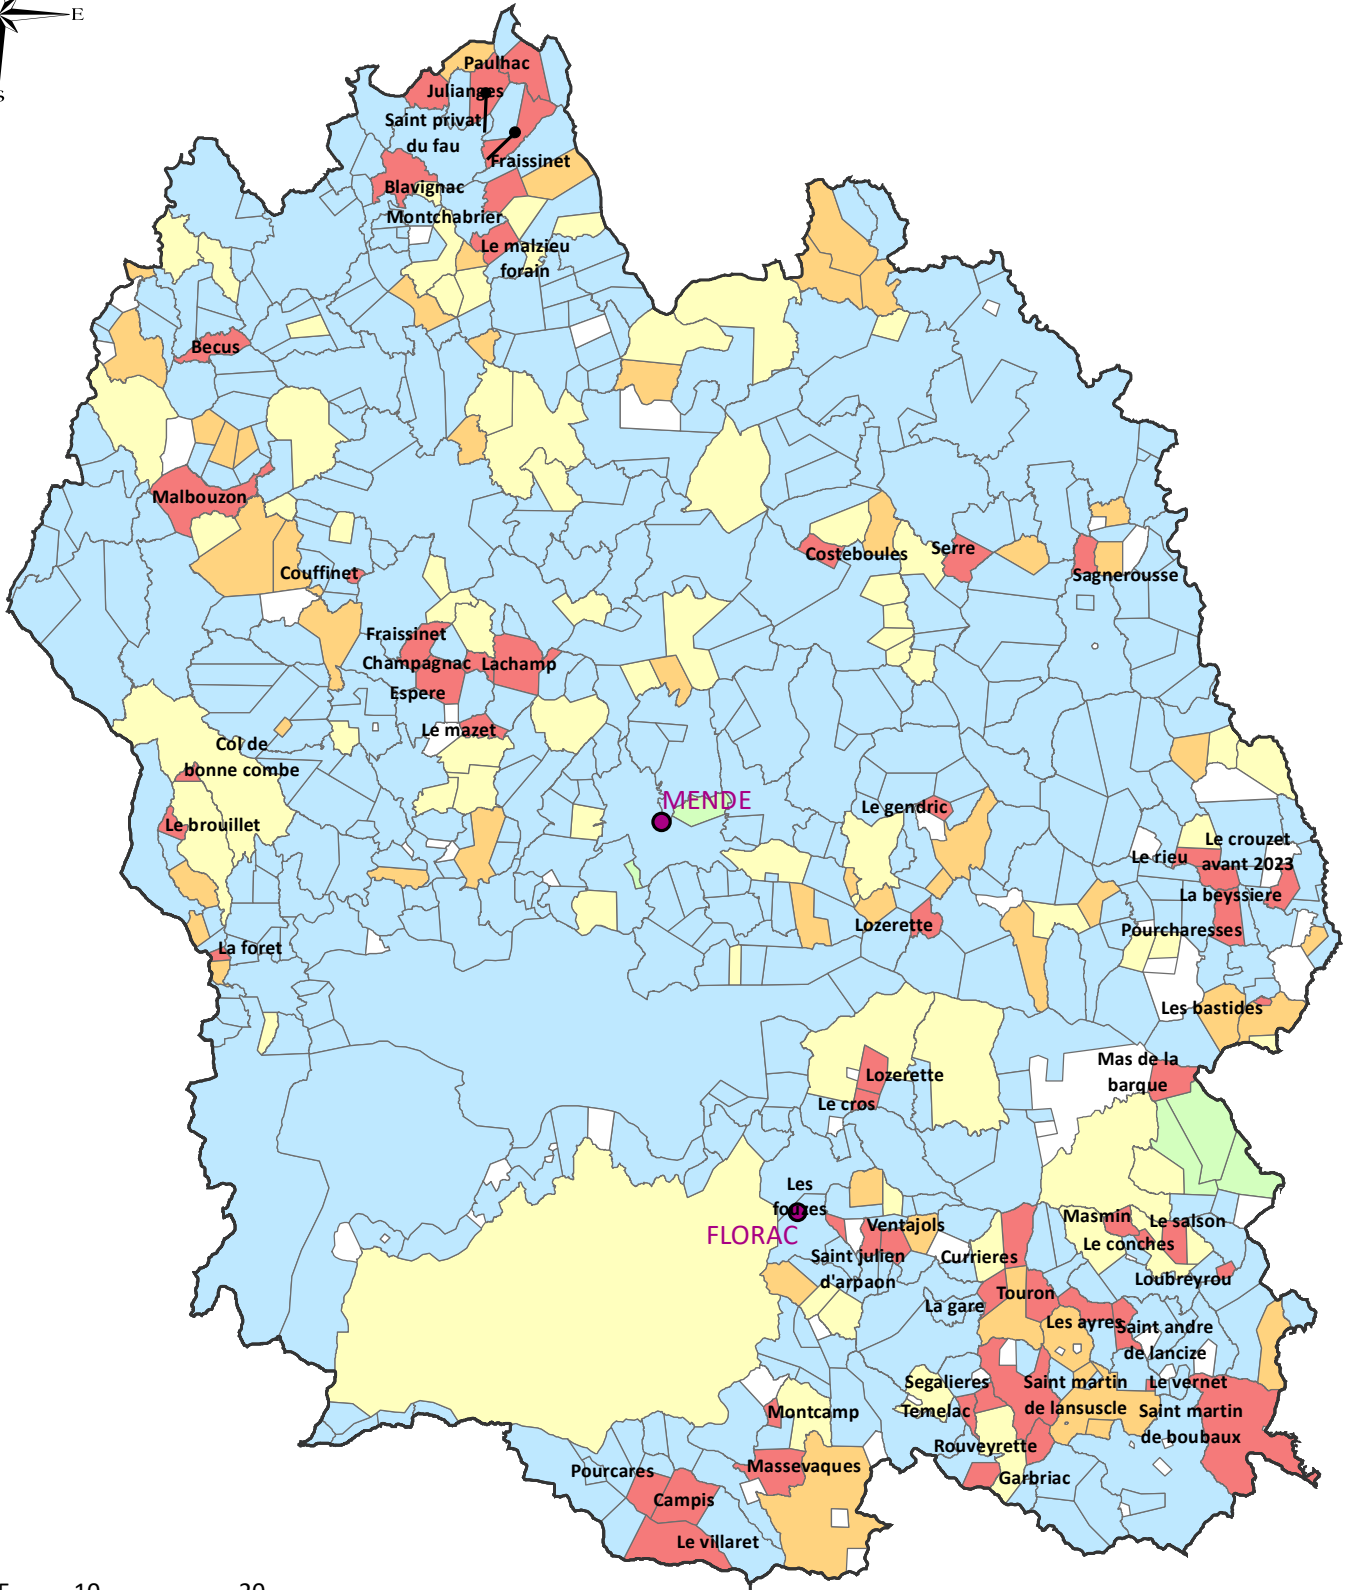 E
S
Paulhac
Julianges
Saint privat
du fau
Fraissinet
Blavignac
Montchabrier
Le malzieu
forain
Becus
Malbouzon
Costeboules
Serre
Sagnerousse
Couffinet
Fraissinet
Champagnac
Lachamp
Espere
Le mazet
Col de
bonne combe
MENDE
Le gendric
Le brouillet
Le crouzet
avant 2023
Le rieu
La beyssiere
Lozerette
Pourcharesses
La foret
Les bastides
Mas de la
barque
Lozerette
Le cros
Les
fouzes
FLORAC
Ventajols
Masmin
Le salson
Le conches
Saint julien
d'arpaon
Currieres
Loubreyrou
Touron
La gare
Les ayres
Saint andre
de lancize
Segalieres
Saint martin
de lansuscle
Le vernet
Temelac
Saint martin
de boubaux
Montcamp
Rouveyrette
Massevaques
Garbriac
Pourcares
Campis
Le villaret
10
20